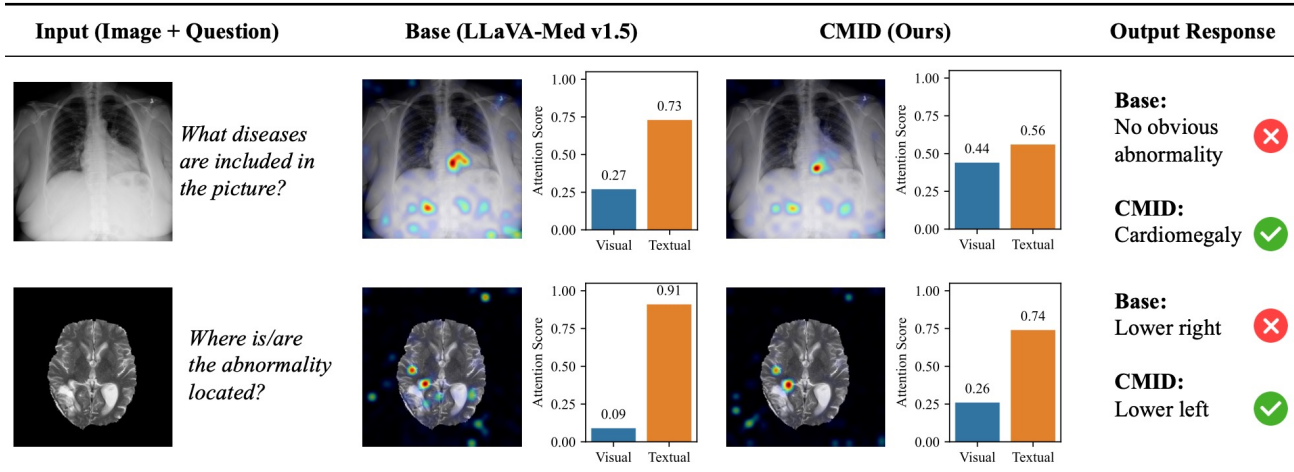 Input (Image + Question)
Base (LLaVA-Med v1.5)
CMID (Ours)
Output Response
What diseases
are included in
the picture?
Attention Score
1.00
0.75
0.50
0.25
0.00
0.27
0.73
Visual
Textual
Attention Score
1.00
0.75
0.50
0.25
0.00
0.44
0.56
Visual
Textual
Base:
No obvious
abnormality
CMID:
Cardiomegaly
Where is/are
the abnormality
located?
Attention Score
1.00
0.75
0.50
0.25
0.00
0.09
0.91
Visual
Textual
Attention Score
1.00
0.75
0.50
0.25
0.00
0.26
0.74
Visual
Textual
Base:
Lower right
CMID:
Lower left